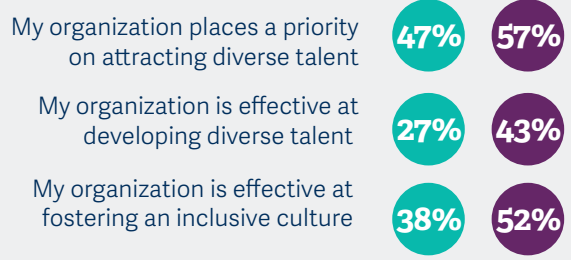 My organization places a priority
on attracting diverse talent
47% 57%
My organization is effective at
developing diverse talent
27% 43%
My organization is effective at
fostering an inclusive culture
38% 52%